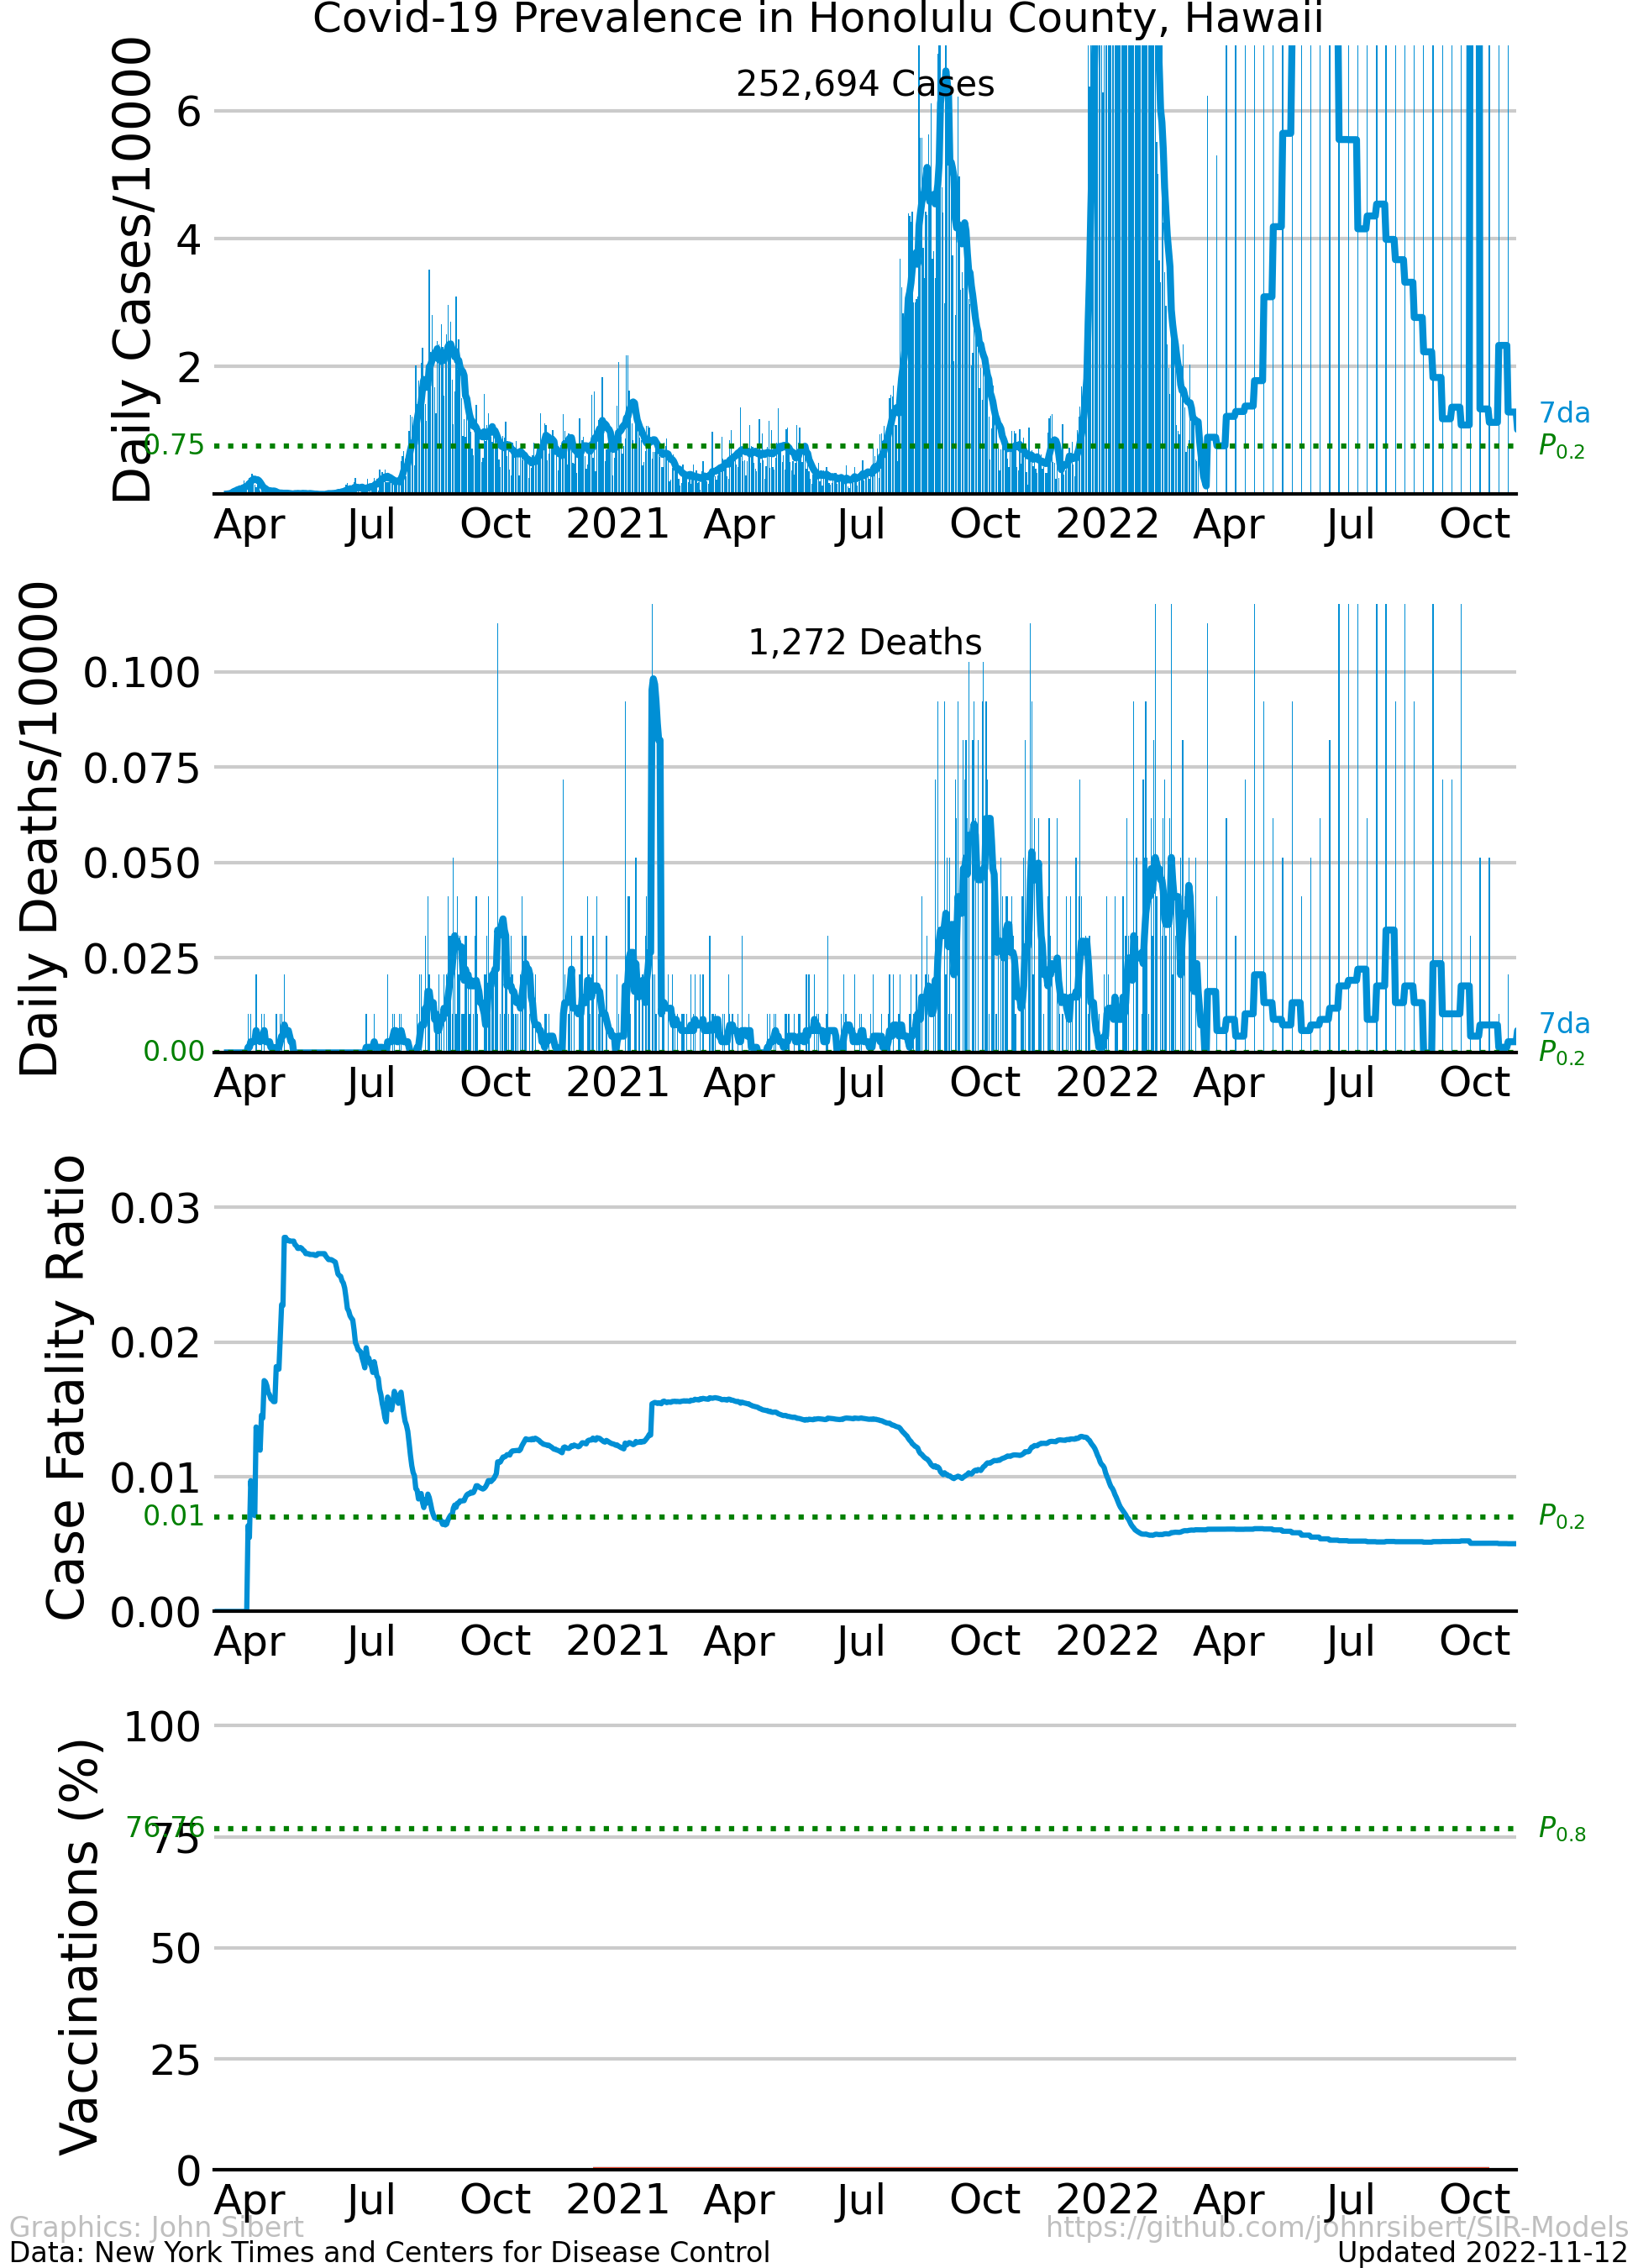 Covid-19 Prevalence in Honolulu County, Hawaii
252,694 Cases
Daily Cases/10000
6
4
2
0.75
7da
P0.2
Apr Jul Oct 2021 Apr Jul Oct 2022 Apr Jul Oct
1,272 Deaths
Daily Deaths/10000
0.100
0.075
0.050
0.025
0.00
7da
P0.2
Apr Jul Oct 2021 Apr Jul Oct 2022 Apr Jul Oct
Case Fatality Ratio
0.03
0.02
0.01
0.01
P0.2
0.00
Apr Jul Oct 2021 Apr Jul Oct 2022 Apr Jul Oct
Vaccinations (%)
100
76.76
P0.8
75
50
25
0
Apr Jul Oct 2021 Apr Jul Oct 2022 Apr Jul Oct
Graphics: John Sibert https://github.com/johnrsibert/SIR-Models
Data: New York Times and Centers for Disease Control Updated 2022-11-12